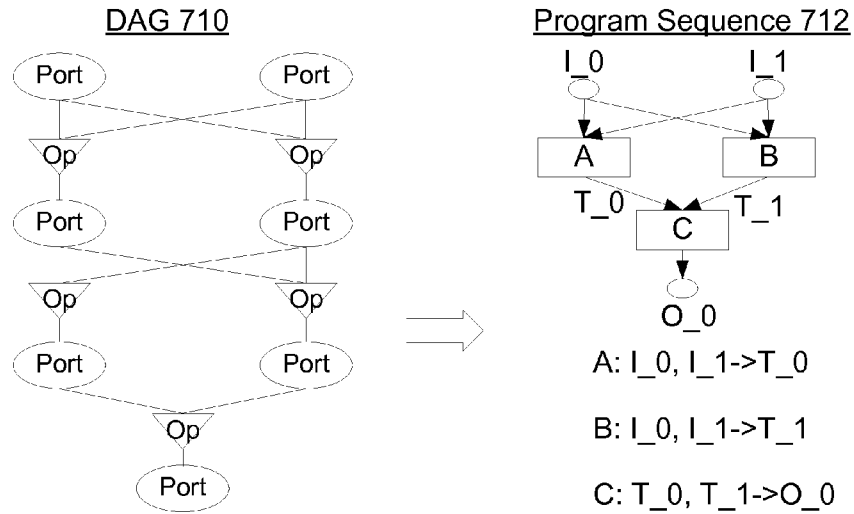 DAG 710
Port Port
Op Op
Port Port
Op Op
Port Port
Op
Port
Program Sequence 712
I_0 I_1
A B
T_0 T_1
C
O_0
A: I_0, I_1->T_0
B: I_0, I_1->T_1
C: T_0, T_1->O_0